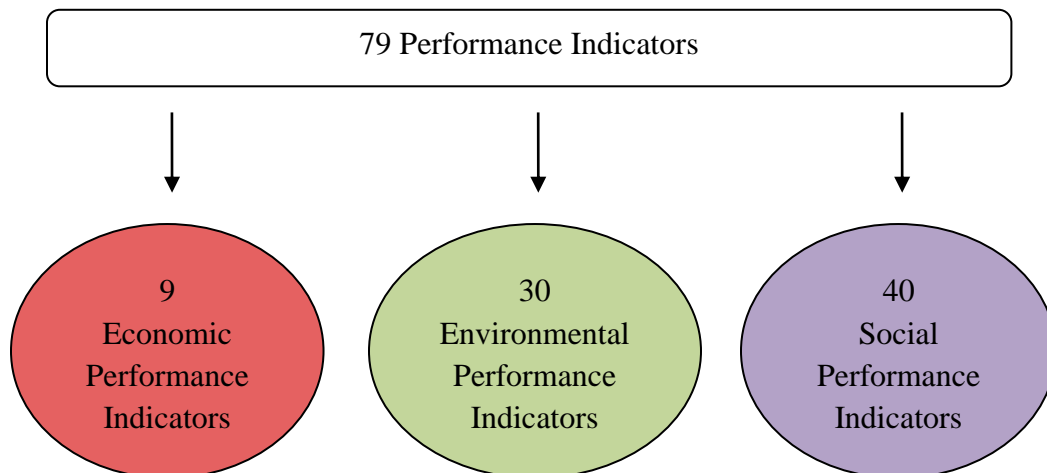 79 Performance Indicators
9
Economic
Performance
Indicators
30
Environmental
Performance
Indicators
40
Social
Performance
Indicators